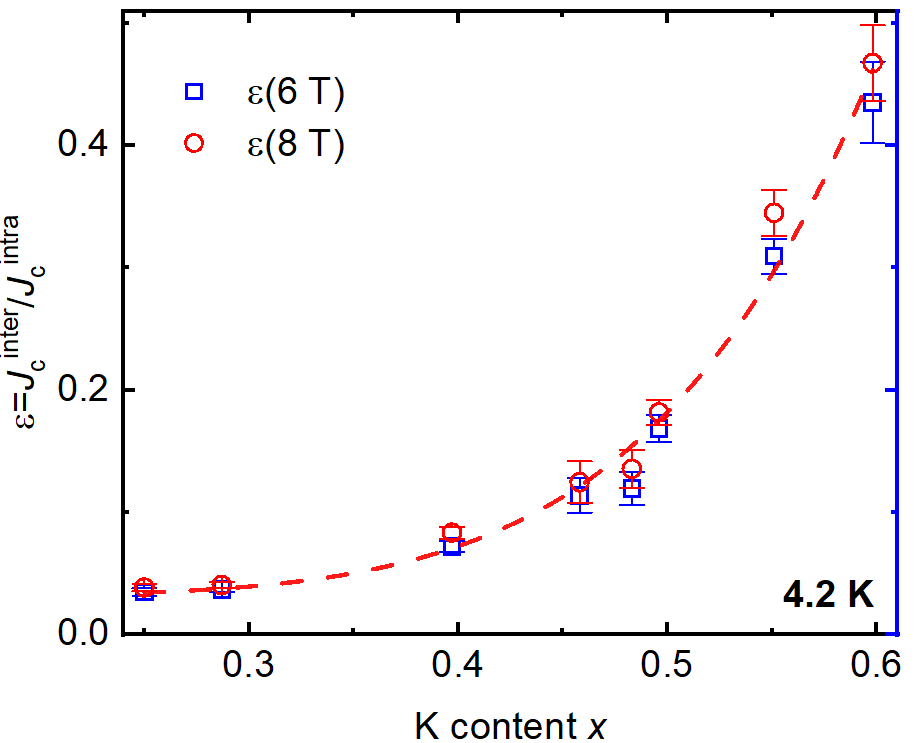 ε(6 T)
ε(8 T)
0.4
0.2
0.0
ε=J_c^inter/J_c^intra
4.2 K
0.3 0.4 0.5 0.6
K content x